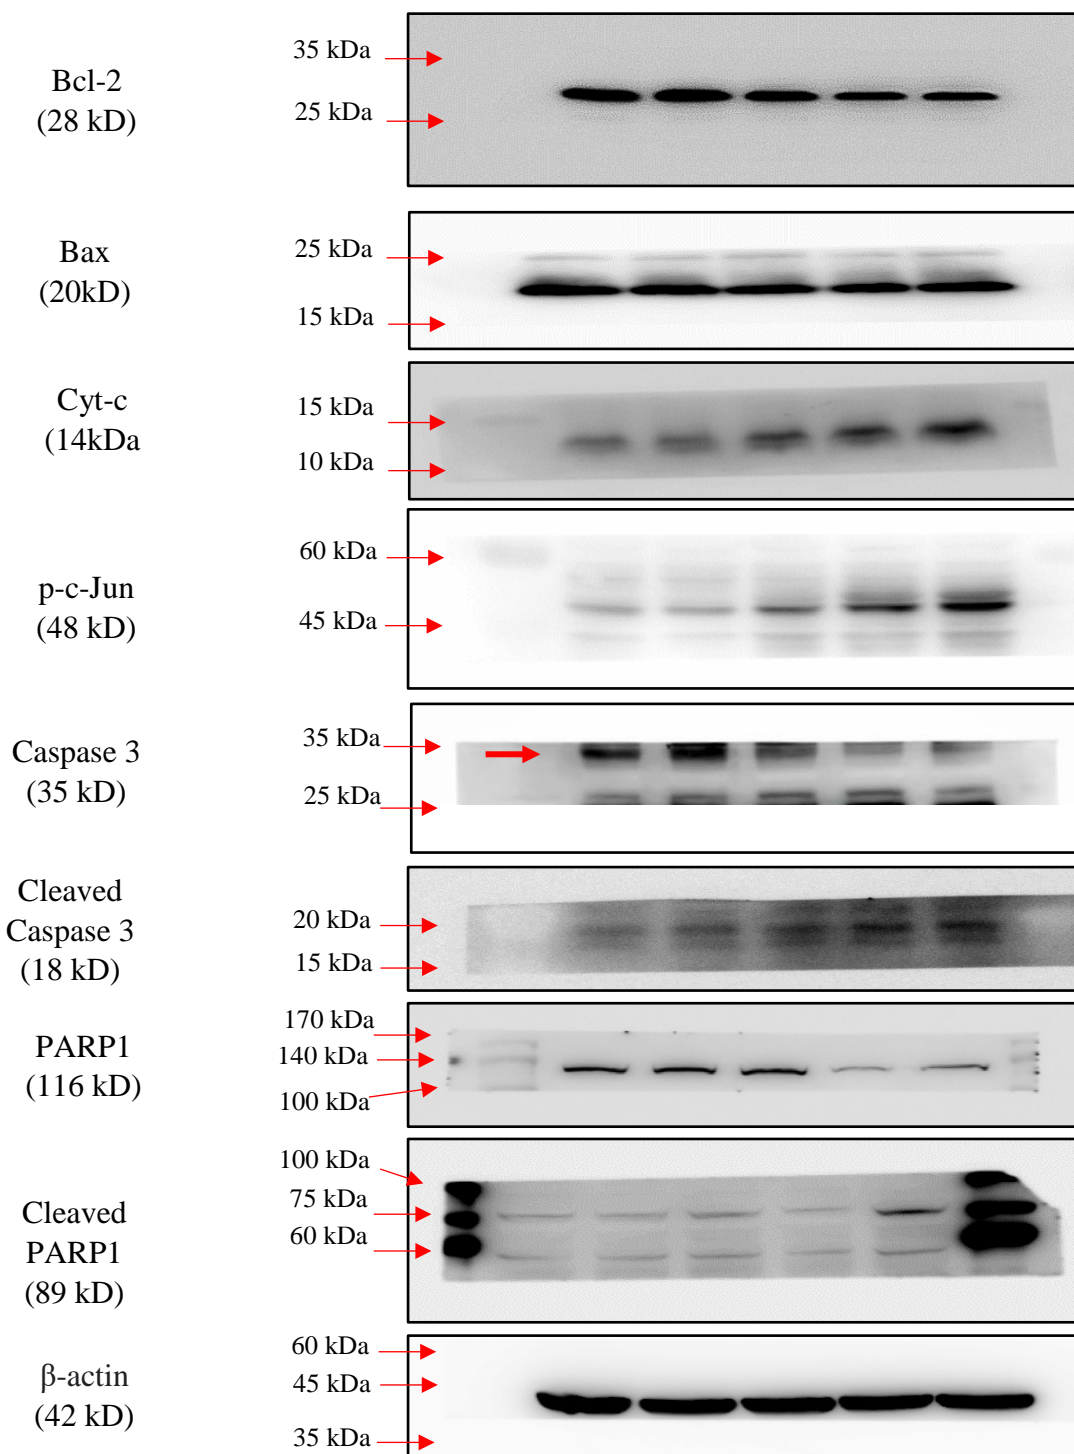 Bcl-2
(28 kD)
35 kDa
25 kDa
Bax
(20kD)
25 kDa
15 kDa
Cyt-c
(14kDa
15 kDa
10 kDa
p-c-Jun
(48 kD)
60 kDa
45 kDa
Caspase 3
(35 kD)
35 kDa
25 kDa
Cleaved
Caspase 3
(18 kD)
20 kDa
15 kDa
PARP1
(116 kD)
170 kDa
140 kDa
100 kDa
Cleaved
PARP1
(89 kD)
100 kDa
75 kDa
60 kDa
β-actin
(42 kD)
60 kDa
45 kDa
35 kDa